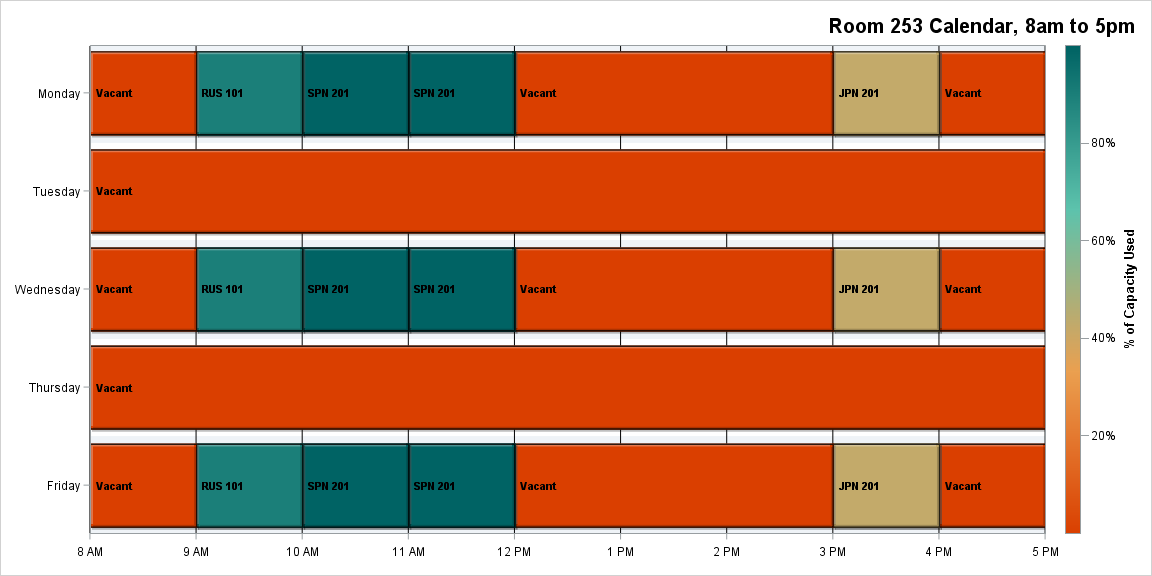 Room 253 Calendar, 8am to 5pm
Monday
Vacant
RUS 101
SPN 201
SPN 201
Vacant
JPN 201
Vacant
Tuesday
Vacant
Wednesday
Vacant
RUS 101
SPN 201
SPN 201
Vacant
JPN 201
Vacant
Thursday
Vacant
Friday
Vacant
RUS 101
SPN 201
SPN 201
Vacant
JPN 201
Vacant
8 AM
9 AM
10 AM
11 AM
12 PM
1 PM
2 PM
3 PM
4 PM
5 PM
80%
60%
40%
20%
% of Capacity Used